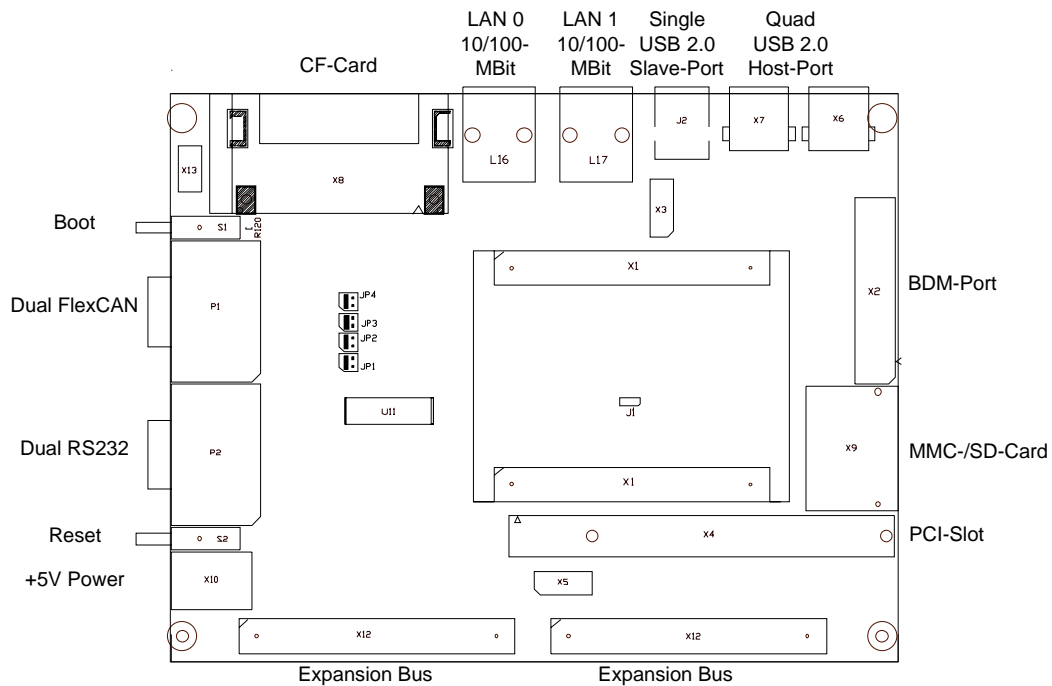 LAN 0
10/100-
MBit
LAN 1
10/100-
MBit
Single
USB 2.0
Slave-Port
Quad
USB 2.0
Host-Port
CF-Card
X13
X8
L16
L17
J2
X7
X6
X3
Boot
S1
R120
X1
X2
BDM-Port
Dual FlexCAN
P1
JP4
JP3
JP2
JP1
U11
J1
Dual RS232
P2
X9
MMC-/SD-Card
X1
Reset
S2
X4
PCI-Slot
+5V Power
X10
X5
X12
X12
Expansion Bus
Expansion Bus